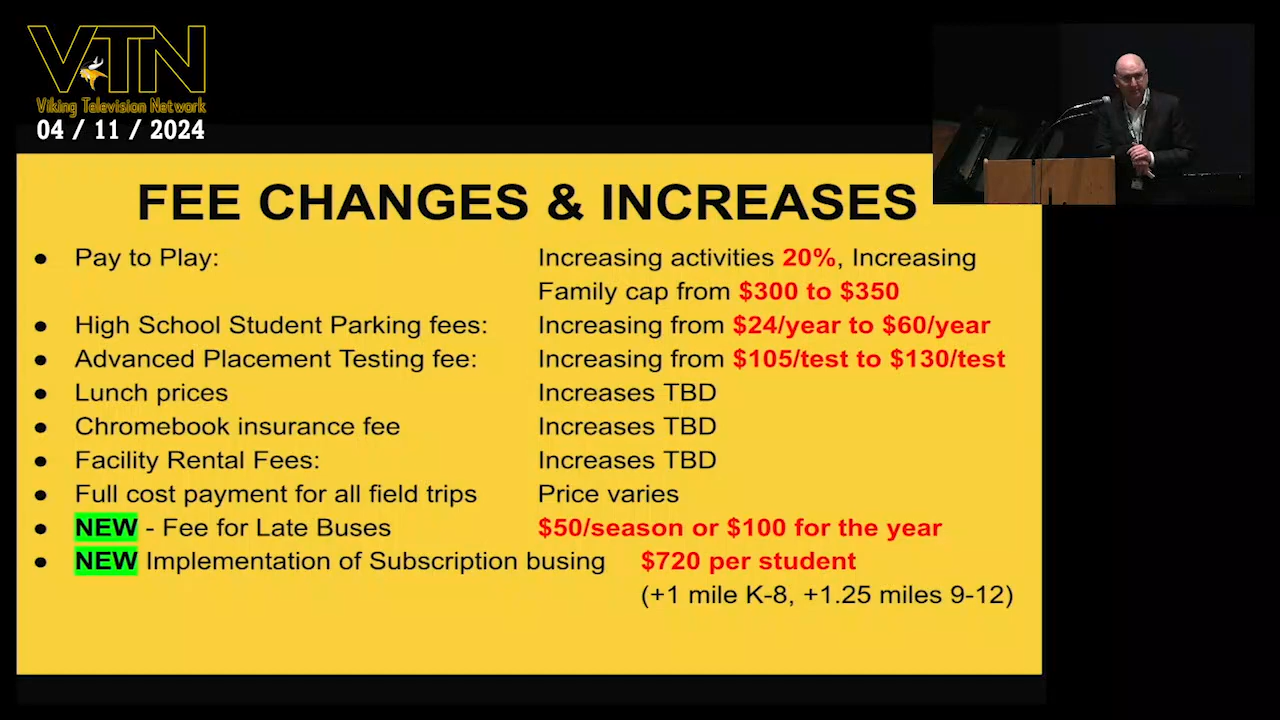 VTN
Viking Television Network
04 / 11 / 2024
FEE CHANGES & INCREASES
● Pay to Play: Increasing activities 20%, Increasing
Family cap from $300 to $350
● High School Student Parking fees: Increasing from $24/year to $60/year
● Advanced Placement Testing fee: Increasing from $105/test to $130/test
● Lunch prices Increases TBD
● Chromebook insurance fee Increases TBD
● Facility Rental Fees: Increases TBD
● Full cost payment for all field trips Price varies
● NEW - Fee for Late Buses $50/season or $100 for the year
● NEW Implementation of Subscription busing $720 per student
(+1 mile K-8, +1.25 miles 9-12)